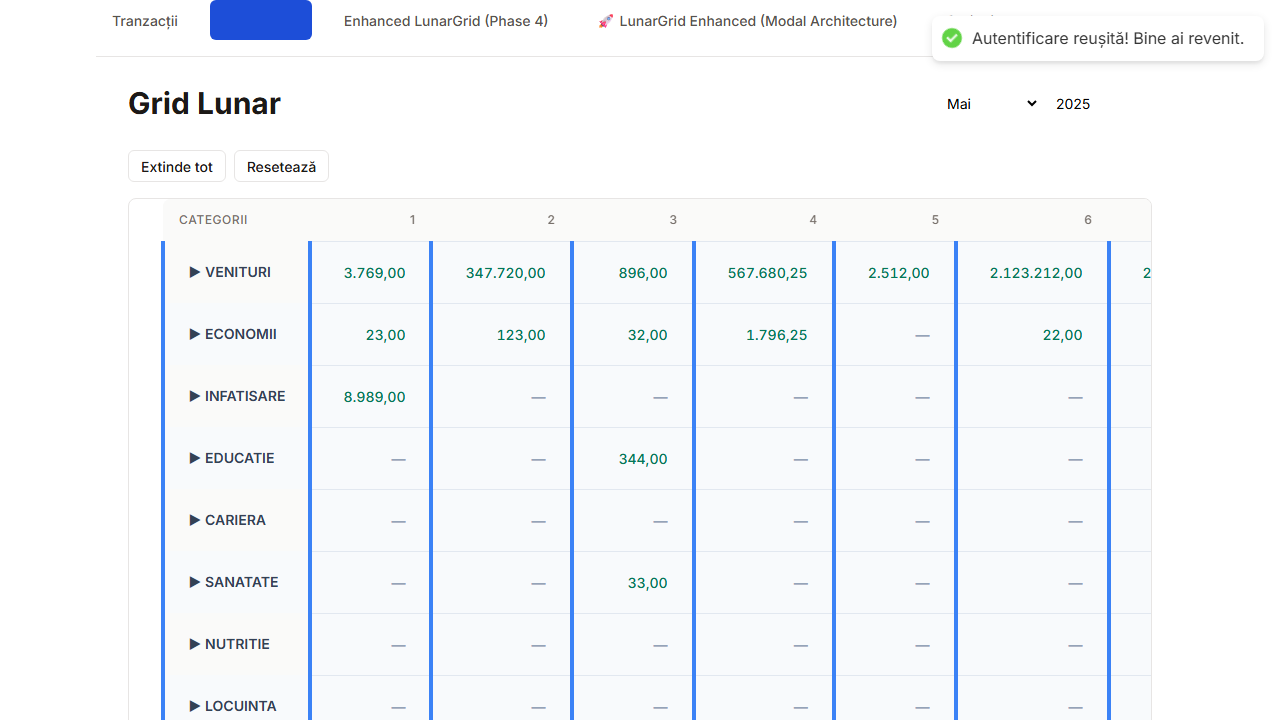 Tranzacții Enhanced LunarGrid (Phase 4) 🚀 LunarGrid Enhanced (Modal Architecture)
Autentificare reușită! Bine ai revenit.
Grid Lunar Mai 2025
Extinde tot Resetează
CATEGORII 1 2 3 4 5 6
▶ VENITURI 3.769,00 347.720,00 896,00 567.680,25 2.512,00 2.123.212,00 2
▶ ECONOMII 23,00 123,00 32,00 1.796,25 — 22,00
▶ INFATISARE 8.989,00 — — — — —
▶ EDUCATIE — — 344,00 — — —
▶ CARIERA — — — — — —
▶ SANATATE — — 33,00 — — —
▶ NUTRITIE — — — — — —
▶ LOCUINTA — — — — — —